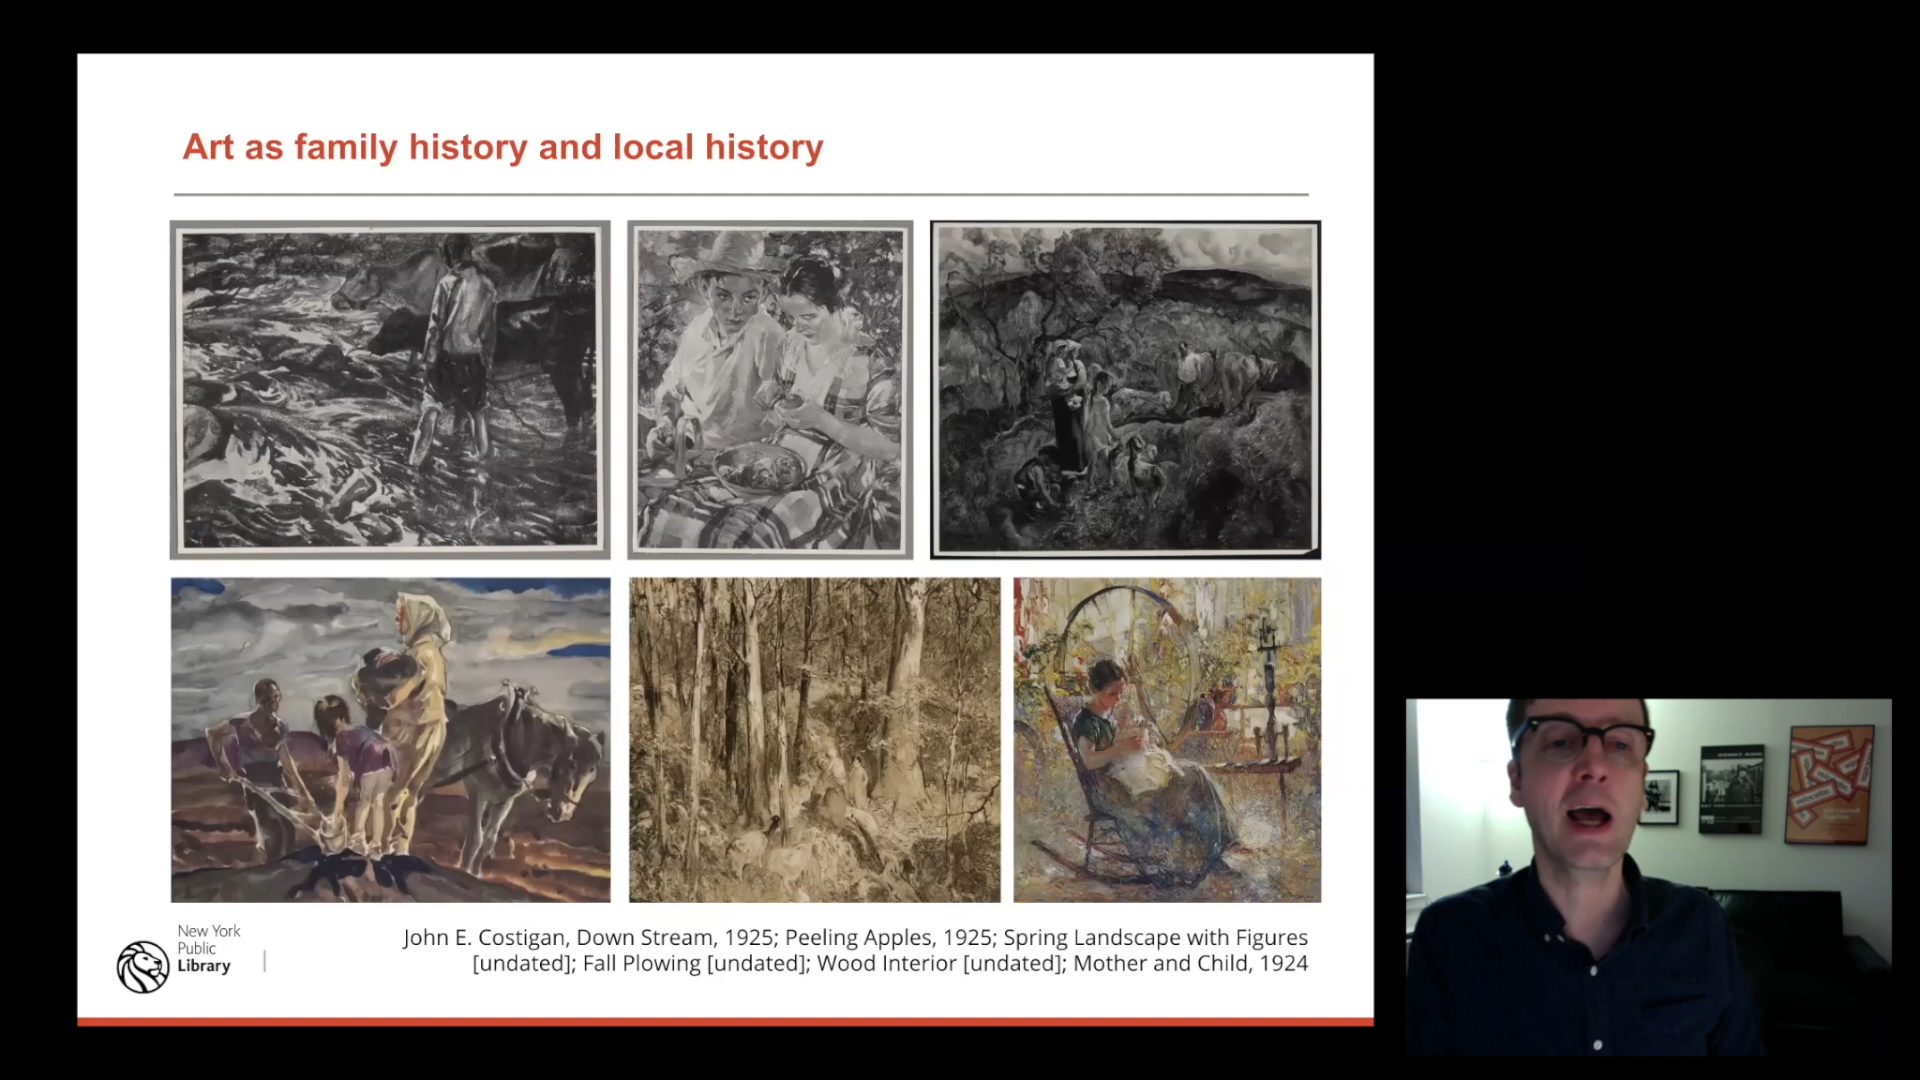 Art as family history and local history
New York
Public
Library
John E. Costigan, Down Stream, 1925; Peeling Apples, 1925; Spring Landscape with Figures
[undated]; Fall Plowing [undated]; Wood Interior [undated]; Mother and Child, 1924